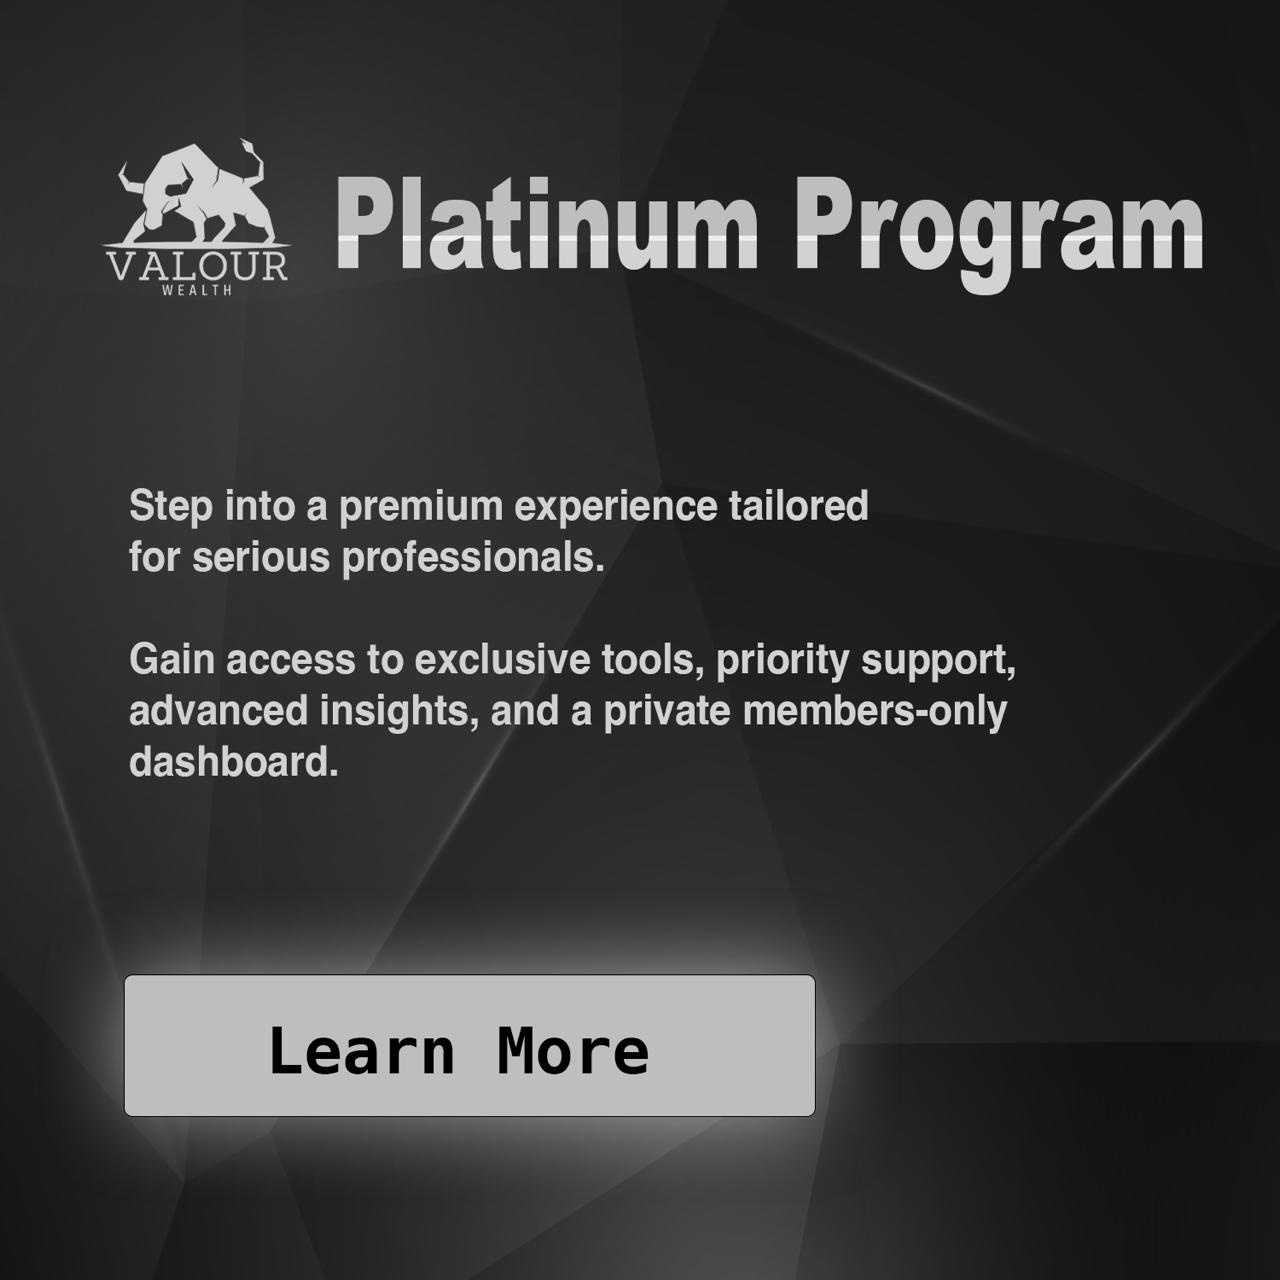 VALOUR
WEALTH
Platinum Program
Step into a premium experience tailored
for serious professionals.
Gain access to exclusive tools, priority support,
advanced insights, and a private members-only
dashboard.
Learn More